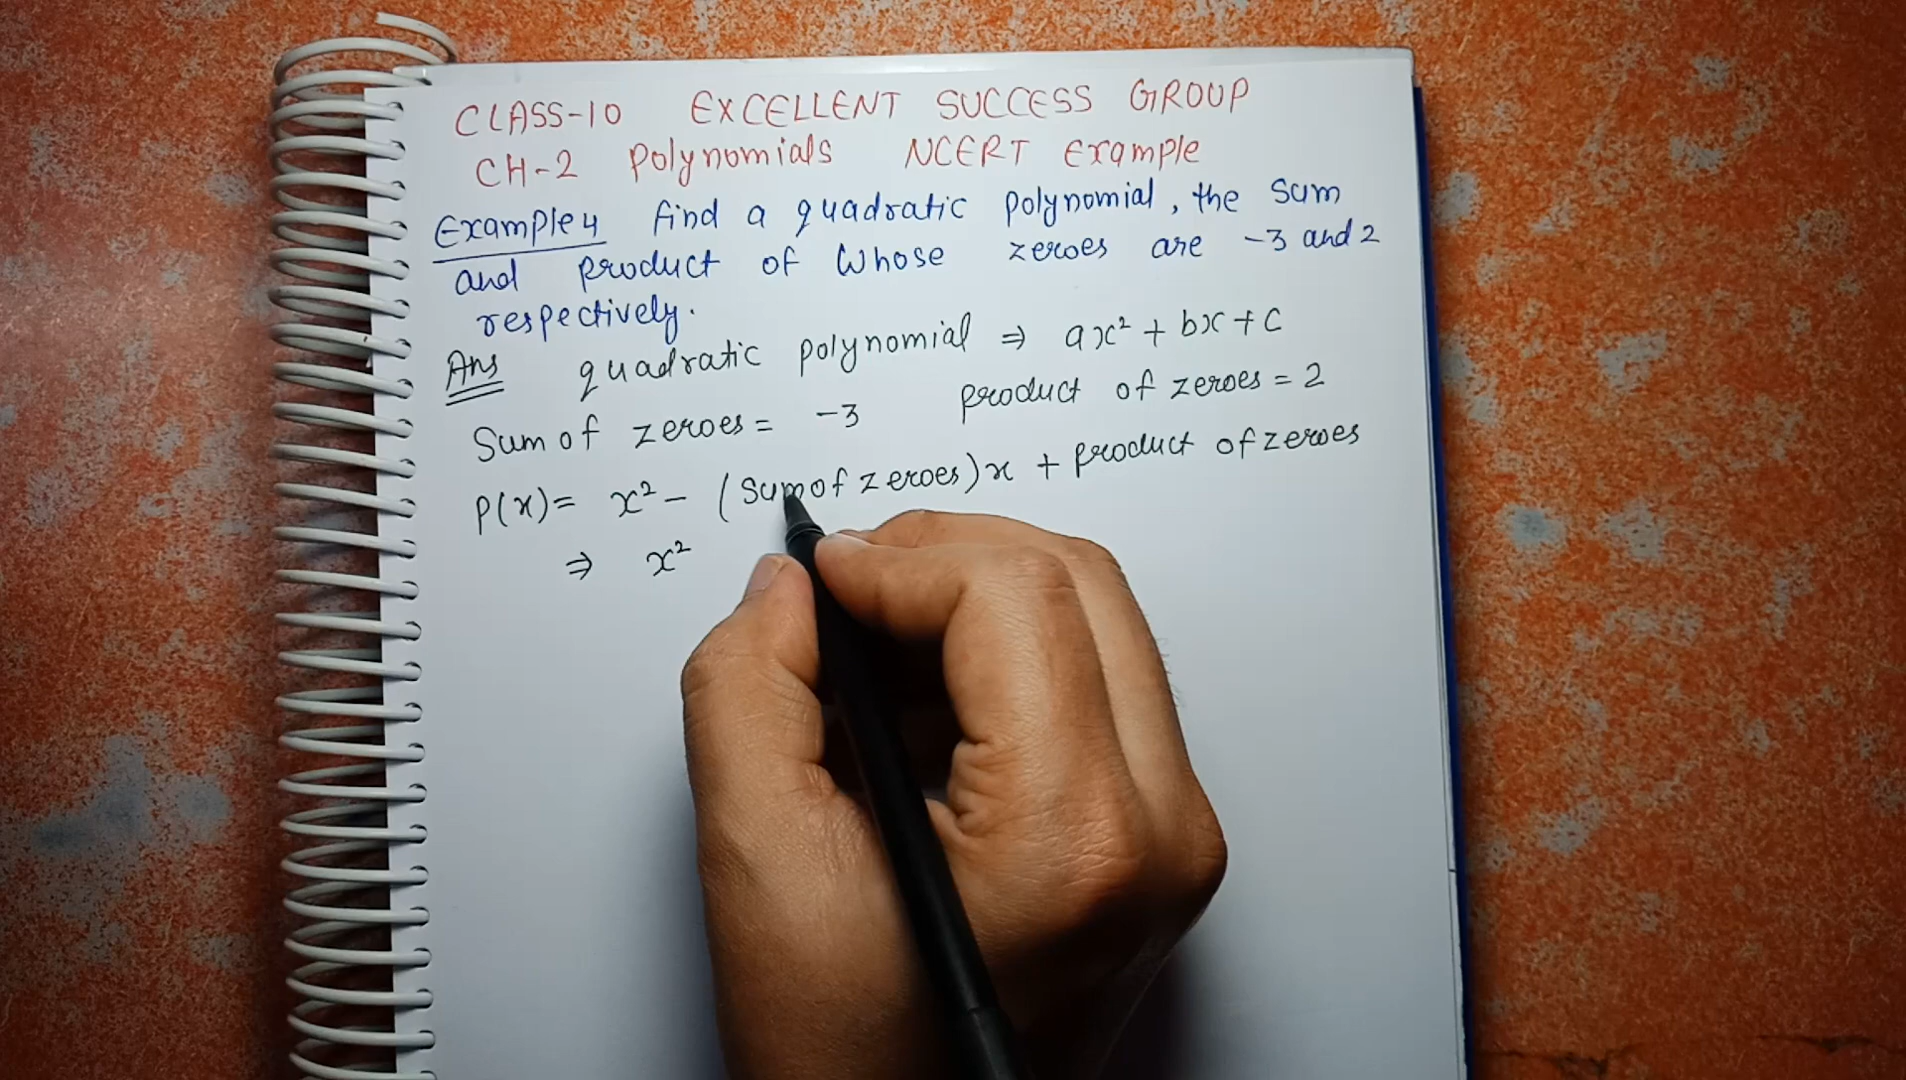 CLASS-10 EXCELLENT SUCCESS GROUP
CH-2 Polynomials NCERT Example
Example 4 find a quadratic polynomial, the sum
and product of whose zeroes are -3 and 2
respectively.
Ans quadratic polynomial ⇒ ax² + bx + c
Sum of zeroes = -3 product of zeroes = 2
P(x) = x² - (Sum of zeroes)x + product of zeroes
⇒ x²